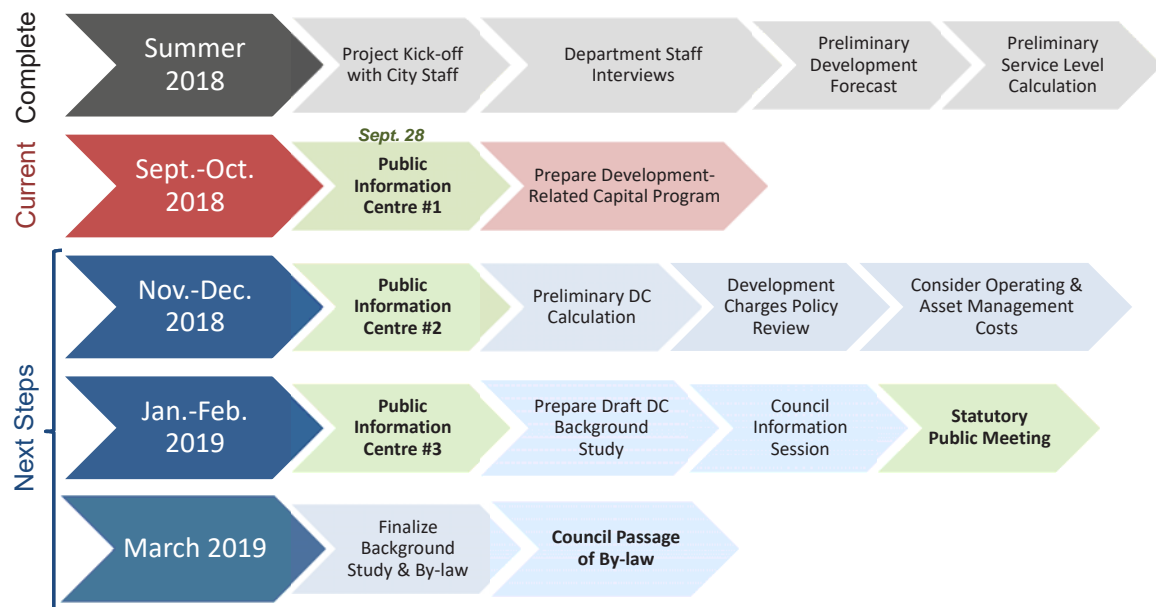 Complete
Summer
2018
Project Kick-off
with City Staff
Department Staff
Interviews
Preliminary
Development
Forecast
Preliminary
Service Level
Calculation
Current
Sept.-Oct.
2018
Sept. 28
Public
Information
Centre #1
Prepare Development-
Related Capital Program
Next Steps
Nov.-Dec.
2018
Public
Information
Centre #2
Preliminary DC
Calculation
Development
Charges Policy
Review
Consider Operating &
Asset Management
Costs
Jan.-Feb.
2019
Public
Information
Centre #3
Prepare Draft DC
Background
Study
Council
Information
Session
Statutory
Public Meeting
March 2019
Finalize
Background
Study & By-law
Council Passage
of By-law